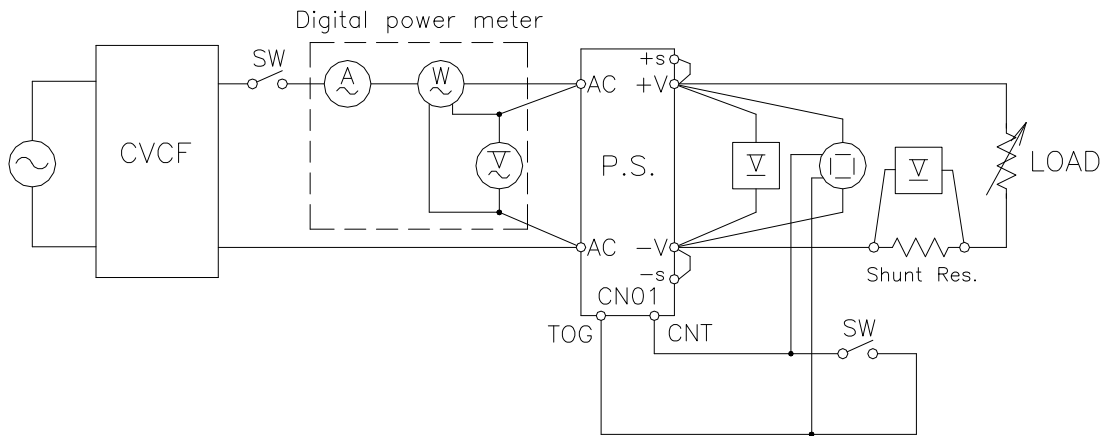 Digital power meter
SW
A
W
V
CVCF
AC
+s
+V
P.S.
V
V
LOAD
AC
-V
-s
Shunt Res.
CN01
TOG
CNT
SW